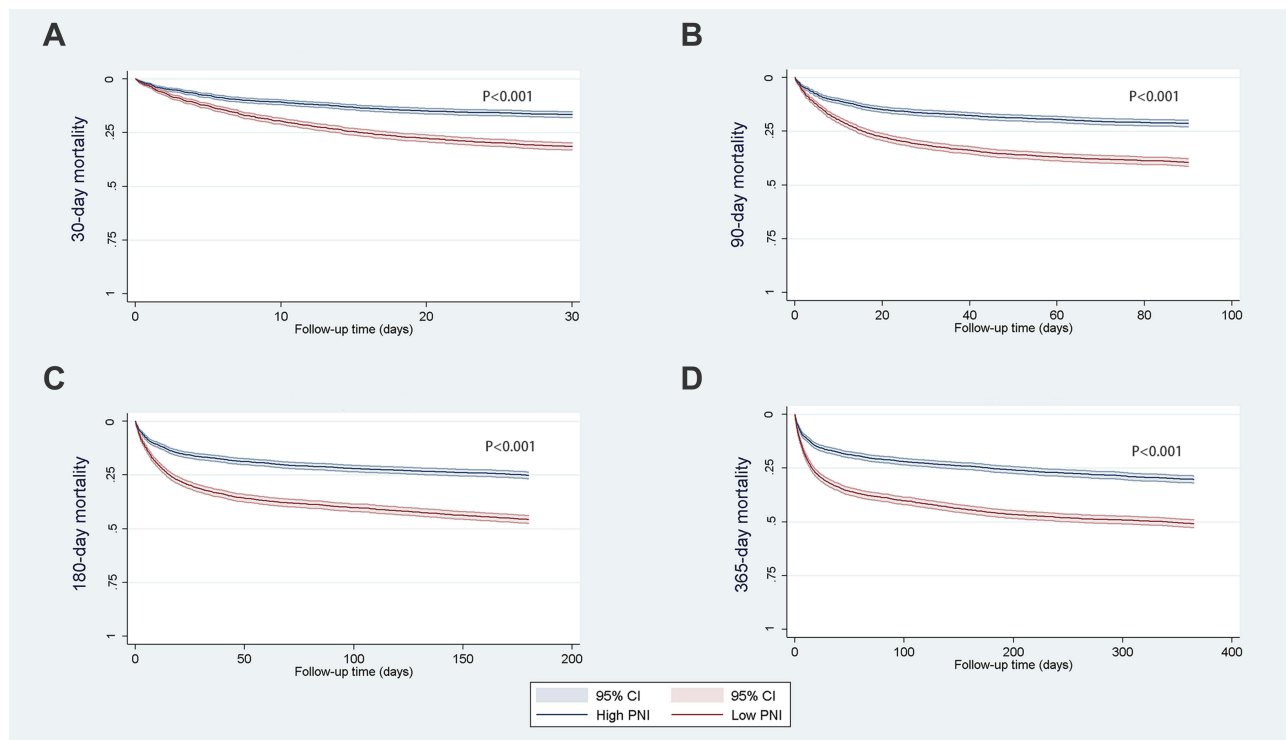 A
30-day mortality
0
.25
.5
.75
1
P<0.001
0 10 20 30
Follow-up time (days)
B
90-day mortality
0
.25
.5
.75
1
P<0.001
0 20 40 60 80 100
Follow-up time (days)
C
180-day mortality
0
.25
.5
.75
1
P<0.001
0 50 100 150 200
Follow-up time (days)
D
365-day mortality
0
.25
.5
.75
1
P<0.001
0 100 200 300 400
Follow-up time (days)
95% CI 95% CI
High PNI Low PNI